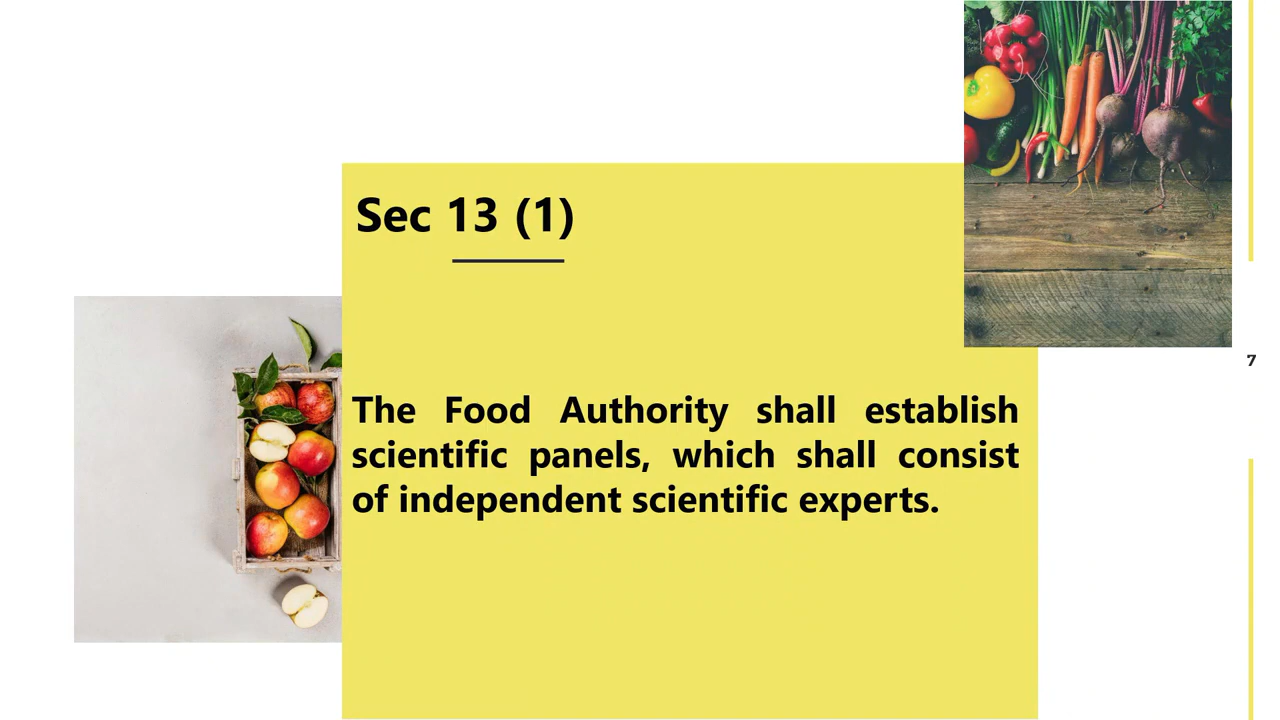 Sec 13 (1)
7
The Food Authority shall establish
scientific panels, which shall consist
of independent scientific experts.